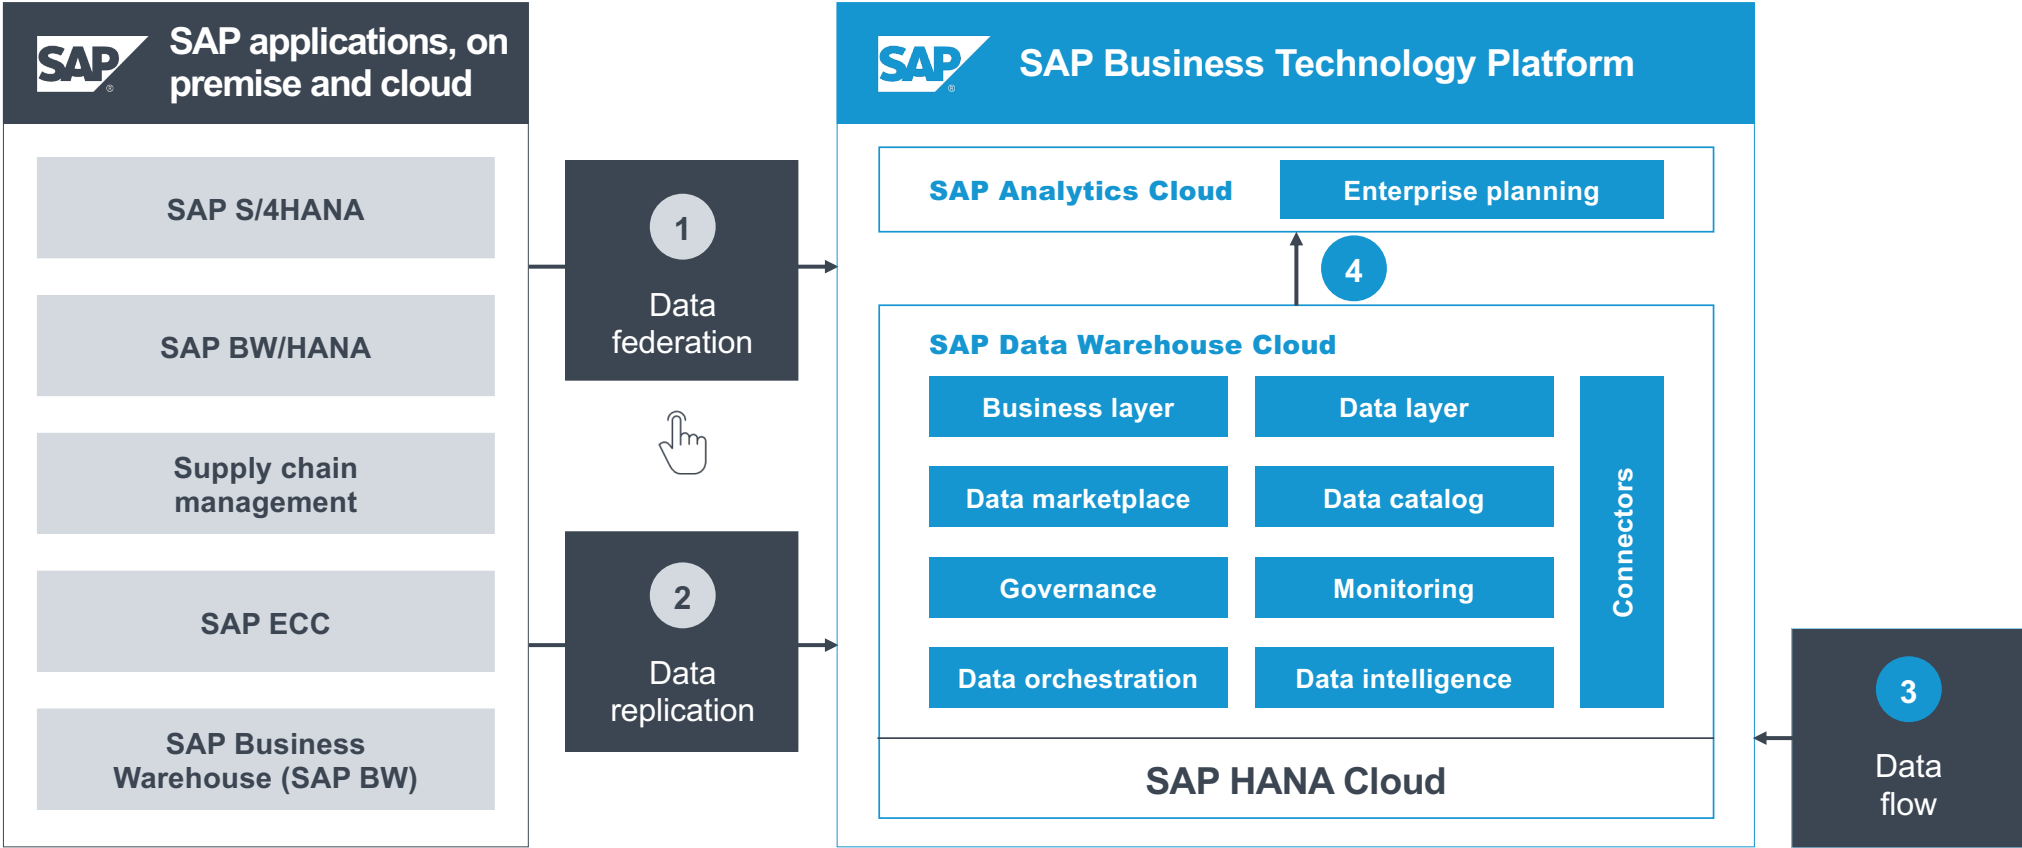 SAP
®
SAP applications, on
premise and cloud
SAP S/4HANA
SAP BW/HANA
Supply chain
management
SAP ECC
SAP Business
Warehouse (SAP BW)
1
Data
federation
2
Data
replication
SAP
®
SAP Business Technology Platform
SAP Analytics Cloud
Enterprise planning
4
SAP Data Warehouse Cloud
Business layer
Data layer
Data marketplace
Data catalog
Governance
Monitoring
Data orchestration
Data intelligence
Connectors
SAP HANA Cloud
3
Data
flow